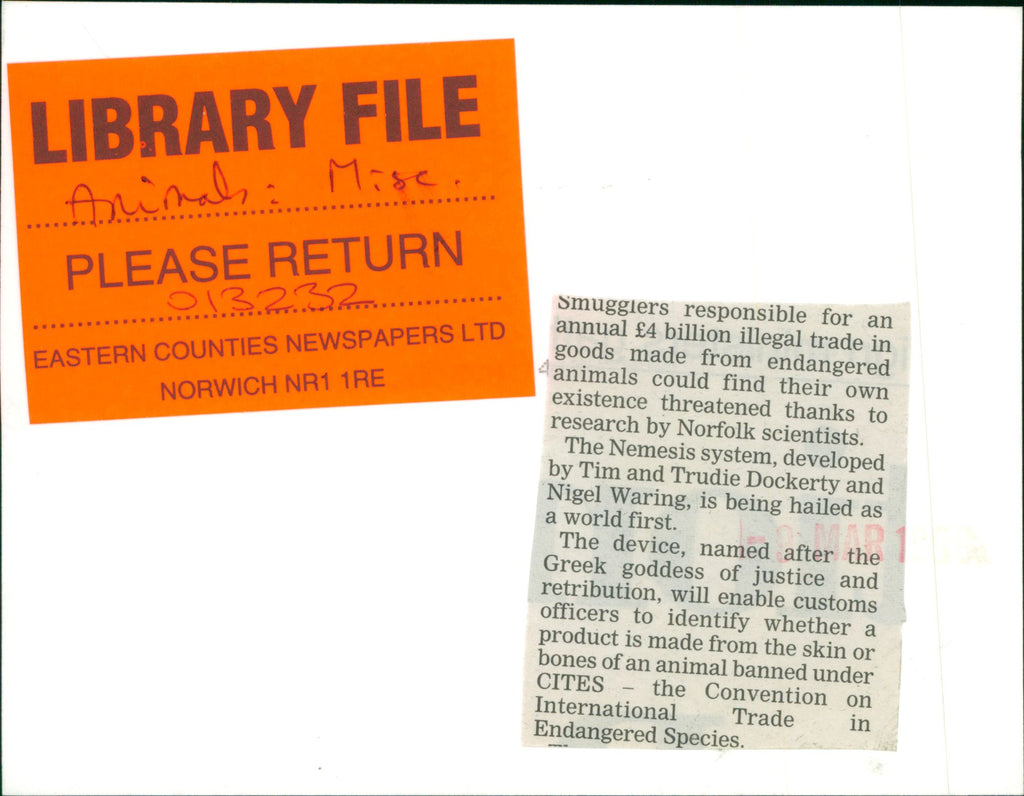 LIBRARY FILE
Animals: Misc.
PLEASE RETURN
013232
EASTERN COUNTIES NEWSPAPERS LTD
NORWICH NR1 1RE
Smugglers responsible for an
annual £4 billion illegal trade in
goods made from endangered
animals could find their own
existence threatened thanks to
research by Norfolk scientists.
The Nemesis system, developed
by Tim and Trudie Dockerty and
Nigel Waring, is being hailed as
a world first.
The device, named after the
Greek goddess of justice and
retribution, will enable customs
officers to identify whether a
product is made from the skin or
bones of an animal banned under
CITES – the Convention on
International Trade in
Endangered Species.
MAR